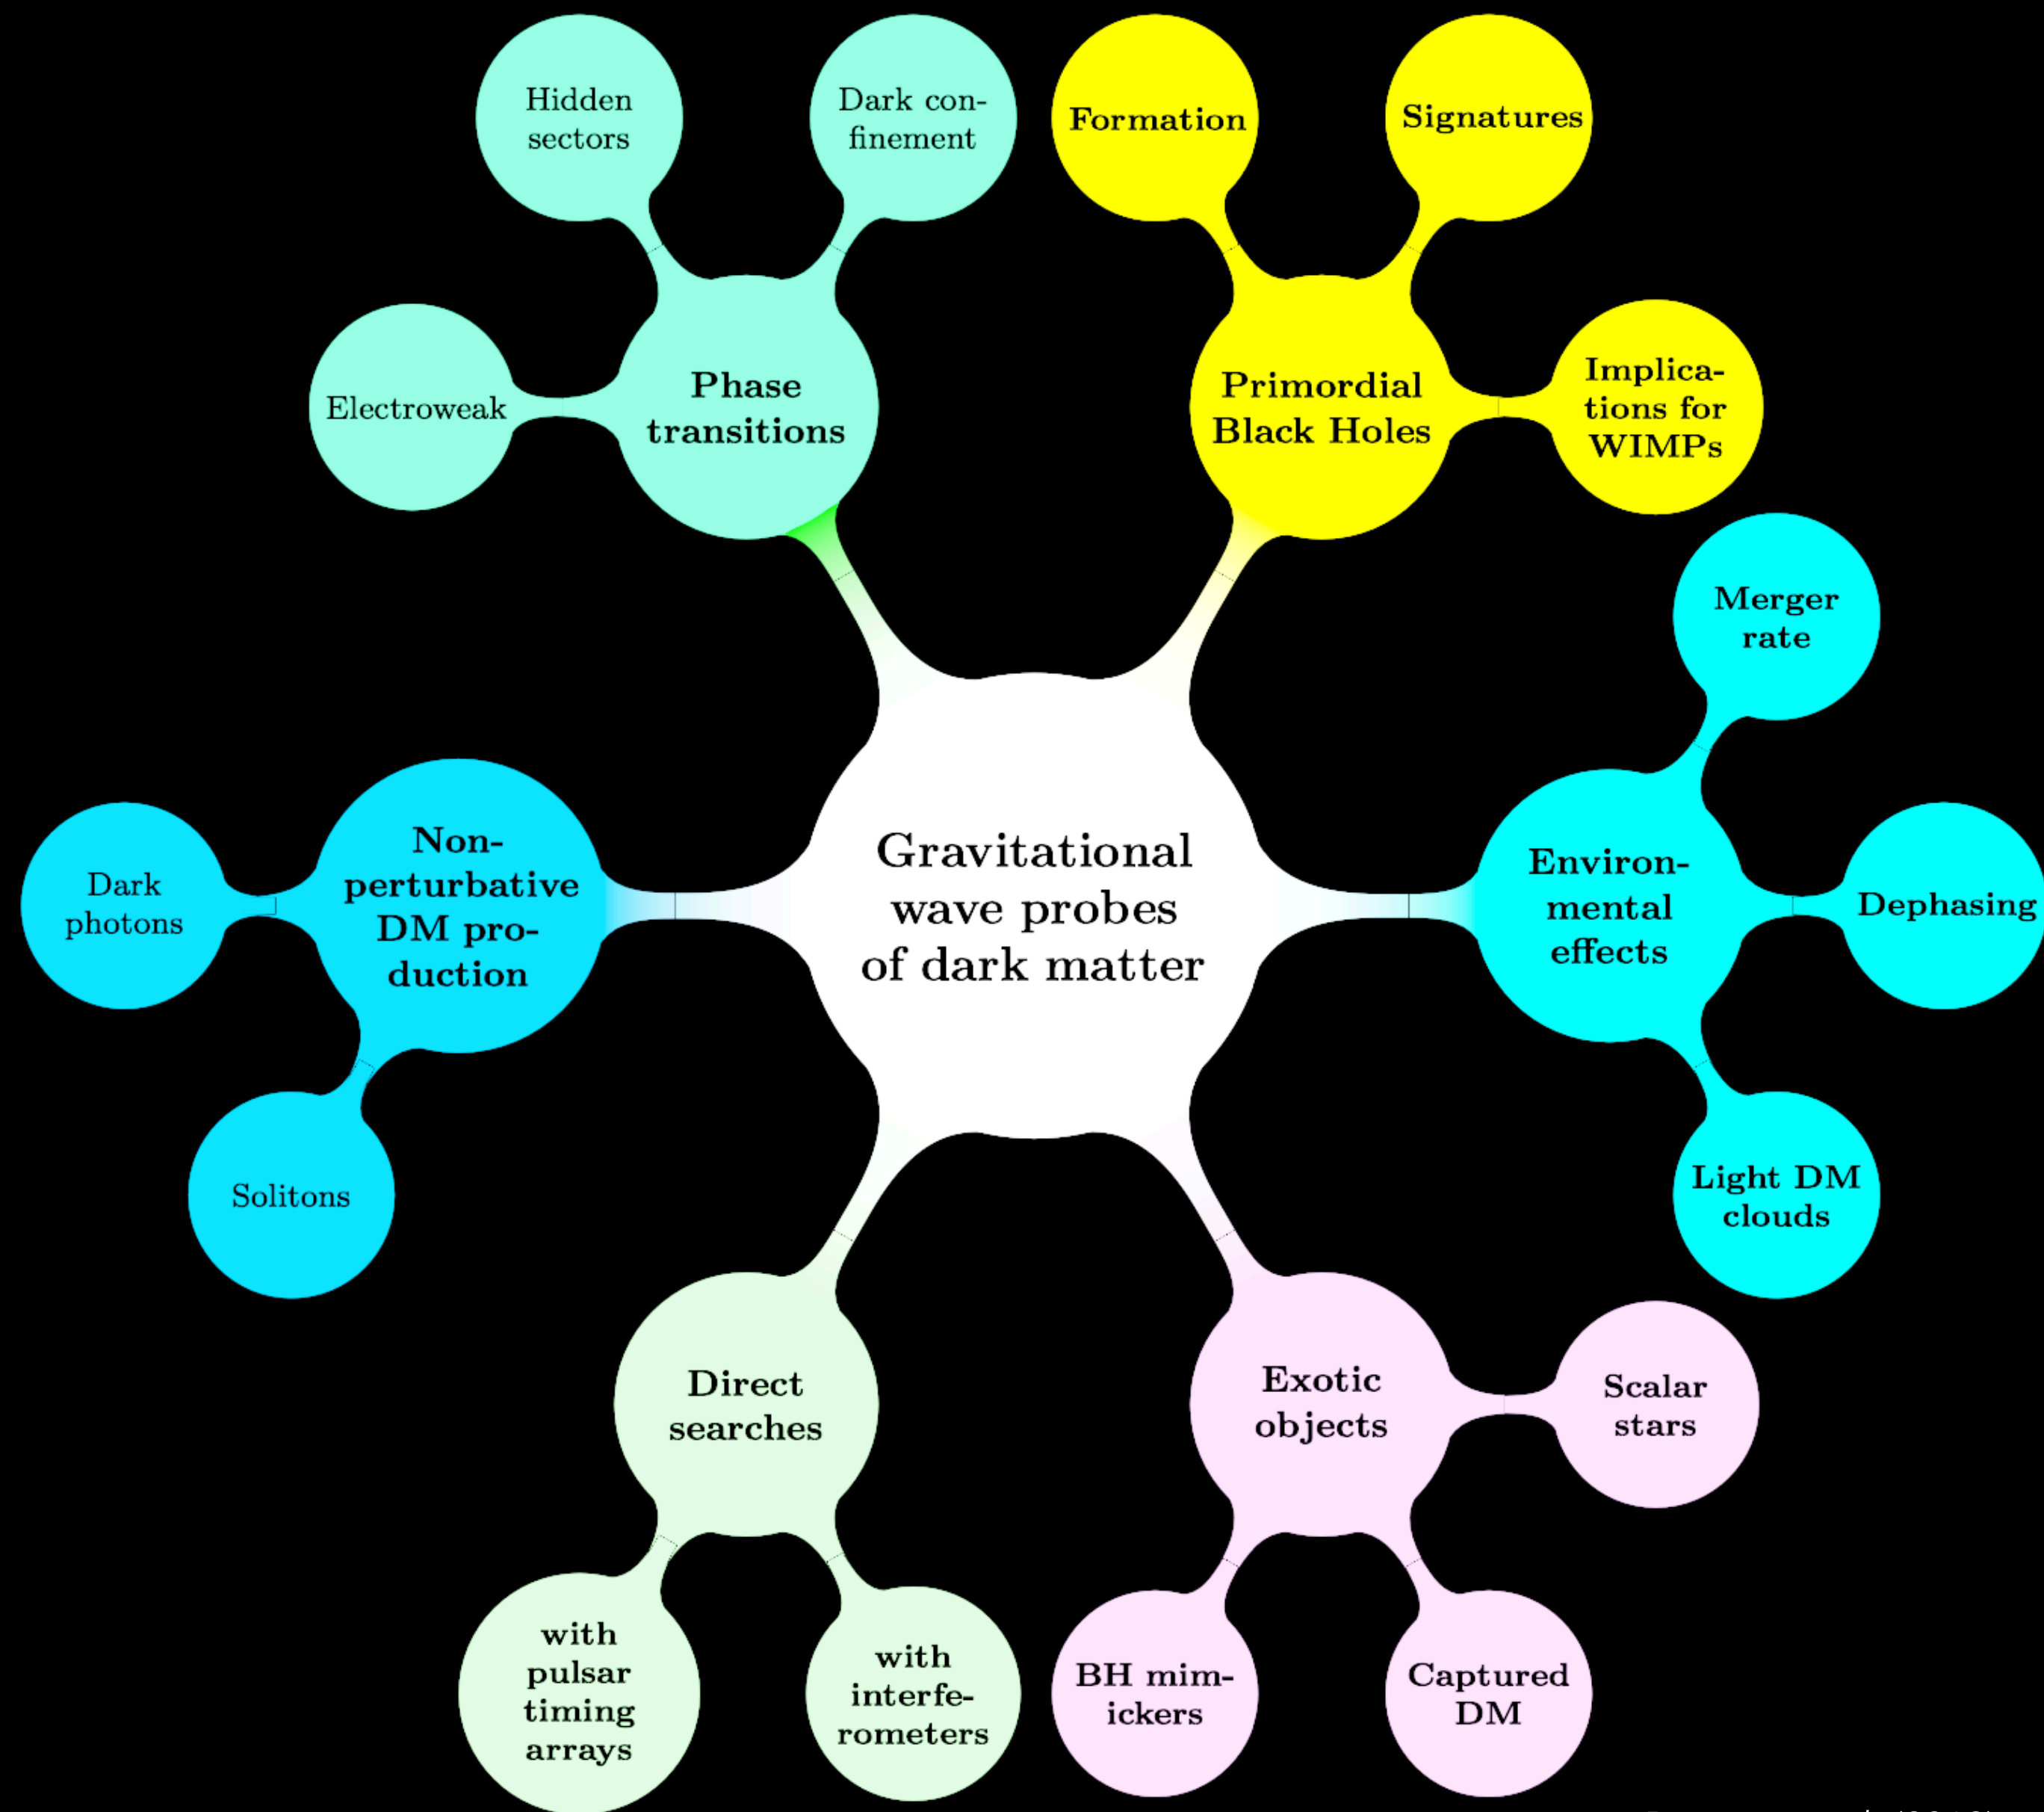 Hidden
sectors
Dark con-
finement
Formation
Signatures
Electroweak
Phase
transitions
Primordial
Black Holes
Implica-
tions for
WIMPs
Merger
rate
Dark
photons
Non-
perturbative
DM pro-
duction
Gravitational
wave probes
of dark matter
Environ-
mental
effects
Dephasing
Solitons
Light DM
clouds
Direct
searches
Exotic
objects
Scalar
stars
with
pulsar
timing
arrays
with
interfe-
rometers
BH mim-
ickers
Captured
DM